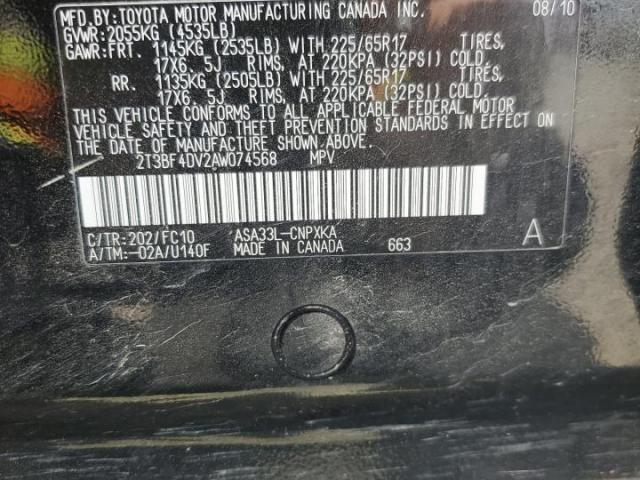 MFD.BY:TOYOTA MOTOR MANUFACTURING CANADA INC. 08/10
GVWR:2055KG (4535LB)
GAWR:FRT. 1145KG (2535LB) WITH 225/65R17 TIRES,
17X6.5J RIMS, AT 220KPA (32PSI) COLD.
RR. 1135KG (2505LB) WITH 225/65R17 TIRES,
17X6.5J RIMS, AT 220KPA (32PSI) COLD.
THIS VEHICLE CONFORMS TO ALL APPLICABLE FEDERAL MOTOR
VEHICLE SAFETY AND THEFT PREVENTION STANDARDS IN EFFECT ON
THE DATE OF MANUFACTURE SHOWN ABOVE.
2T3BF4DV2AW074568 MPV
C/TR:202/FC10 ASA33L-CNPXKA
A/TM:-02A/U140F MADE IN CANADA 663 A